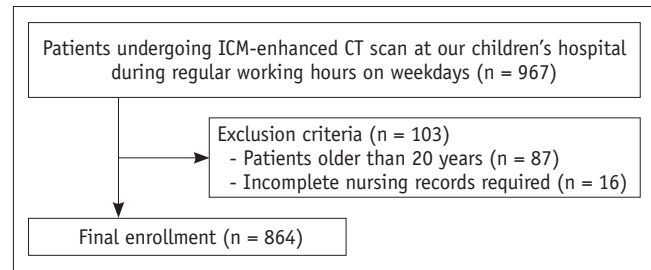 Patients undergoing ICM-enhanced CT scan at our children's hospital
during regular working hours on weekdays (n = 967)
Exclusion criteria (n = 103)
- Patients older than 20 years (n = 87)
- Incomplete nursing records required (n = 16)
Final enrollment (n = 864)